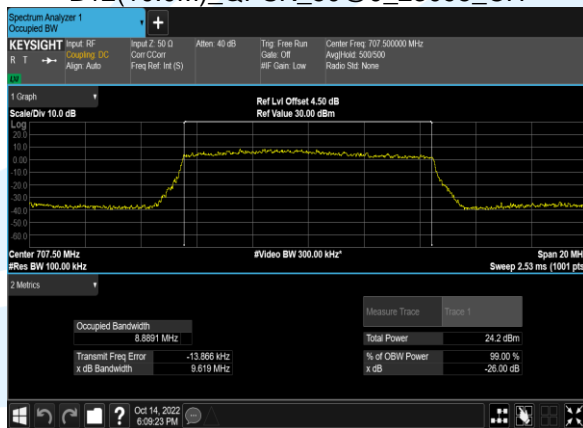 Spectrum Analyzer 1
Occupied BW
+
KEYSIGHT
R T
Input: RF
Coupling: DC
Align: Auto
Input Z: 50 Ω
Corr CCorr
Freq Ref: Int (S)
Atten: 40 dB
Trig: Free Run
Gate: Off
#IF Gain: Low
Center Freq: 707.500000 MHz
Avg|Hold: 500/500
Radio Std: None
1 Graph
Scale/Div 10.0 dB
Ref Lvl Offset 4.50 dB
Ref Value 30.00 dBm
Log
20.0
10.0
0.00
-10.0
-20.0
-30.0
-40.0
-50.0
-60.0
Center 707.50 MHz
#Res BW 100.00 kHz
#Video BW 300.00 kHz*
Span 20 MH
Sweep 2.53 ms (1001 pts
2 Metrics
Measure Trace
Trace 1
Occupied Bandwidth
8.8891 MHz
Total Power
24.2 dBm
Transmit Freq Error
-13.866 kHz
% of OBW Power
99.00 %
x dB Bandwidth
9.619 MHz
x dB
-26.00 dB
?
Oct 14, 2022
6:09:23 PM